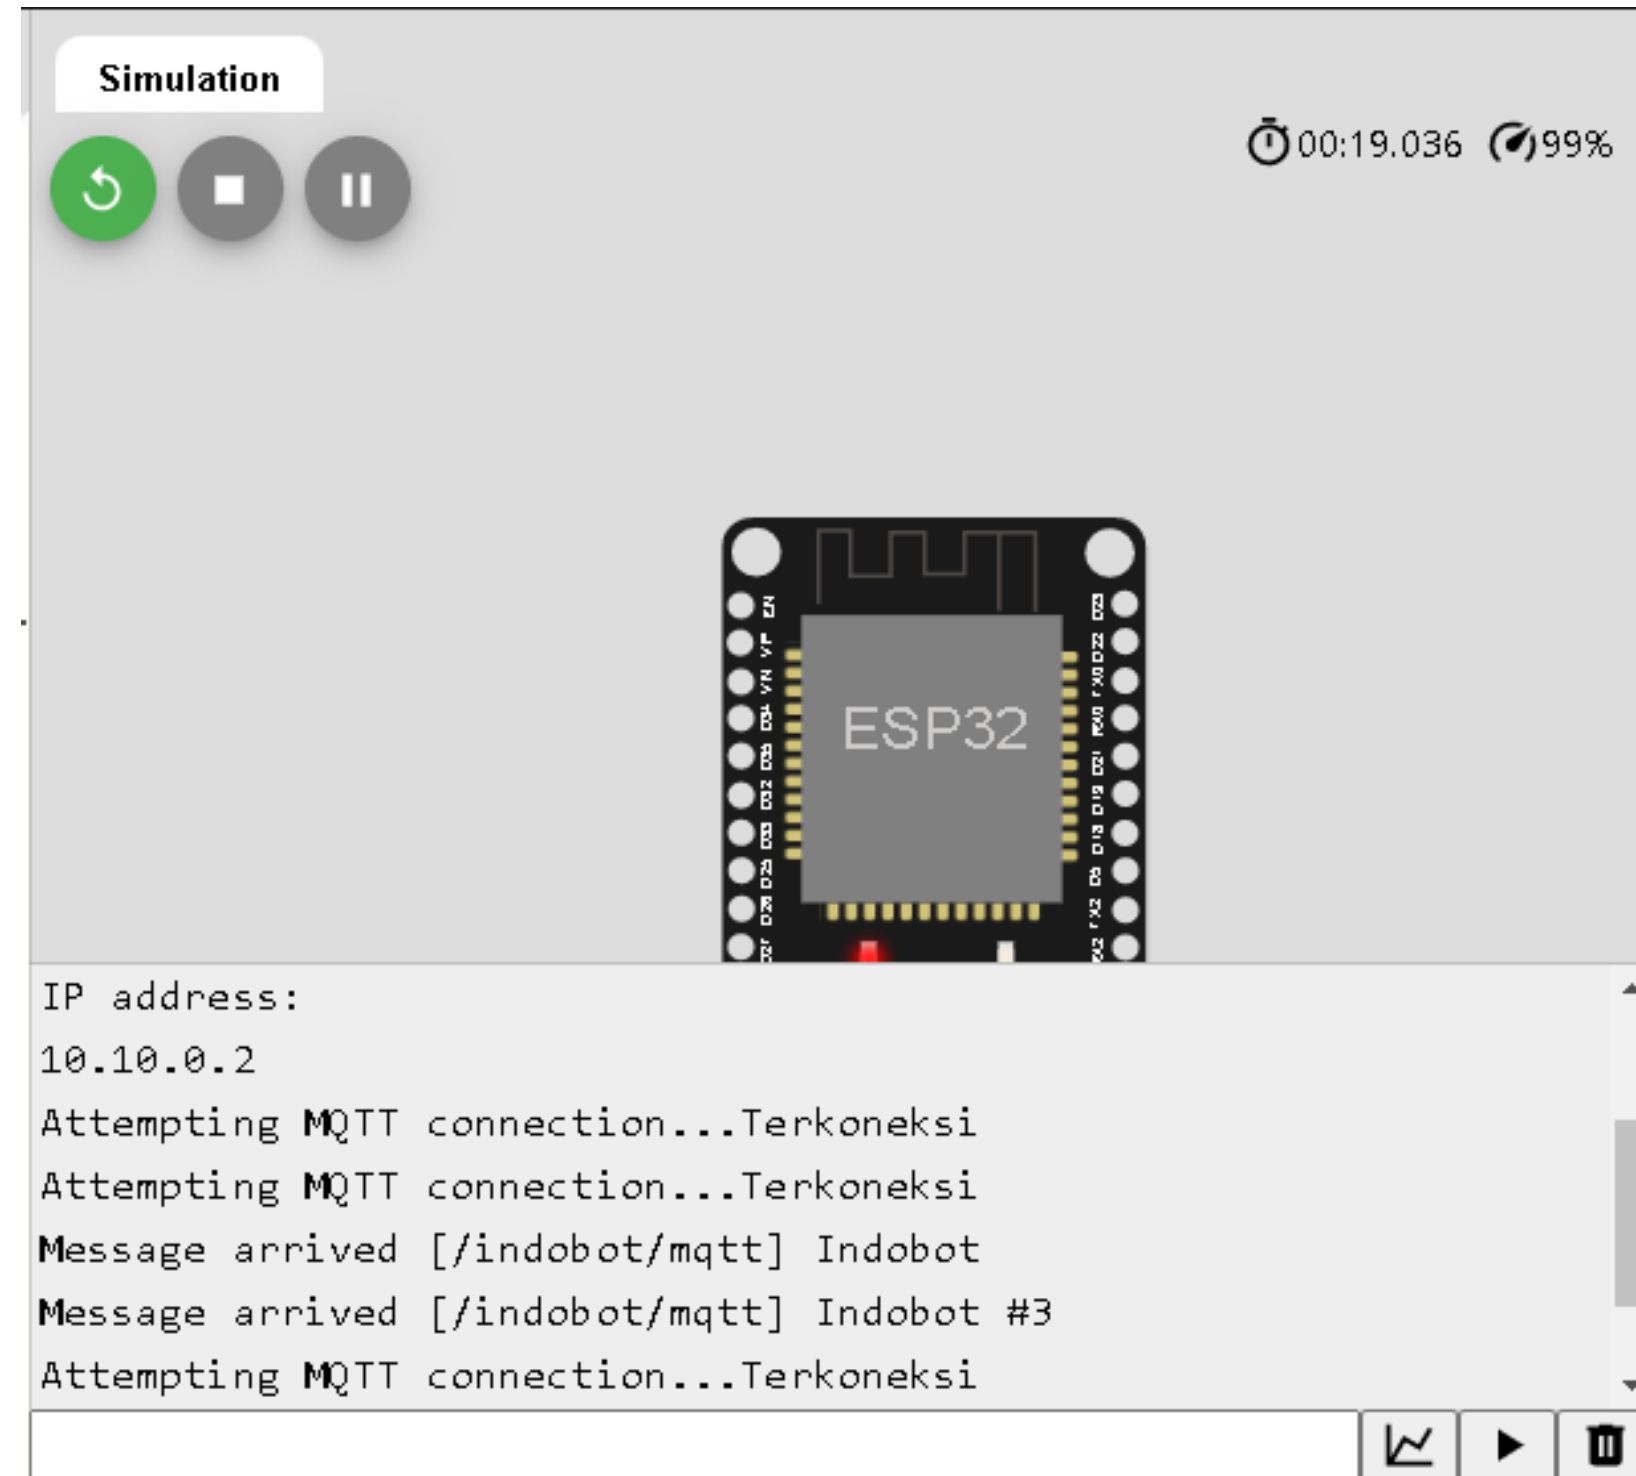 Simulation
00:19.036 99%
ESP32
IP address:
10.10.0.2
Attempting MQTT connection...Terkoneksi
Attempting MQTT connection...Terkoneksi
Message arrived [/indobot/mqtt] Indobot
Message arrived [/indobot/mqtt] Indobot #3
Attempting MQTT connection...Terkoneksi